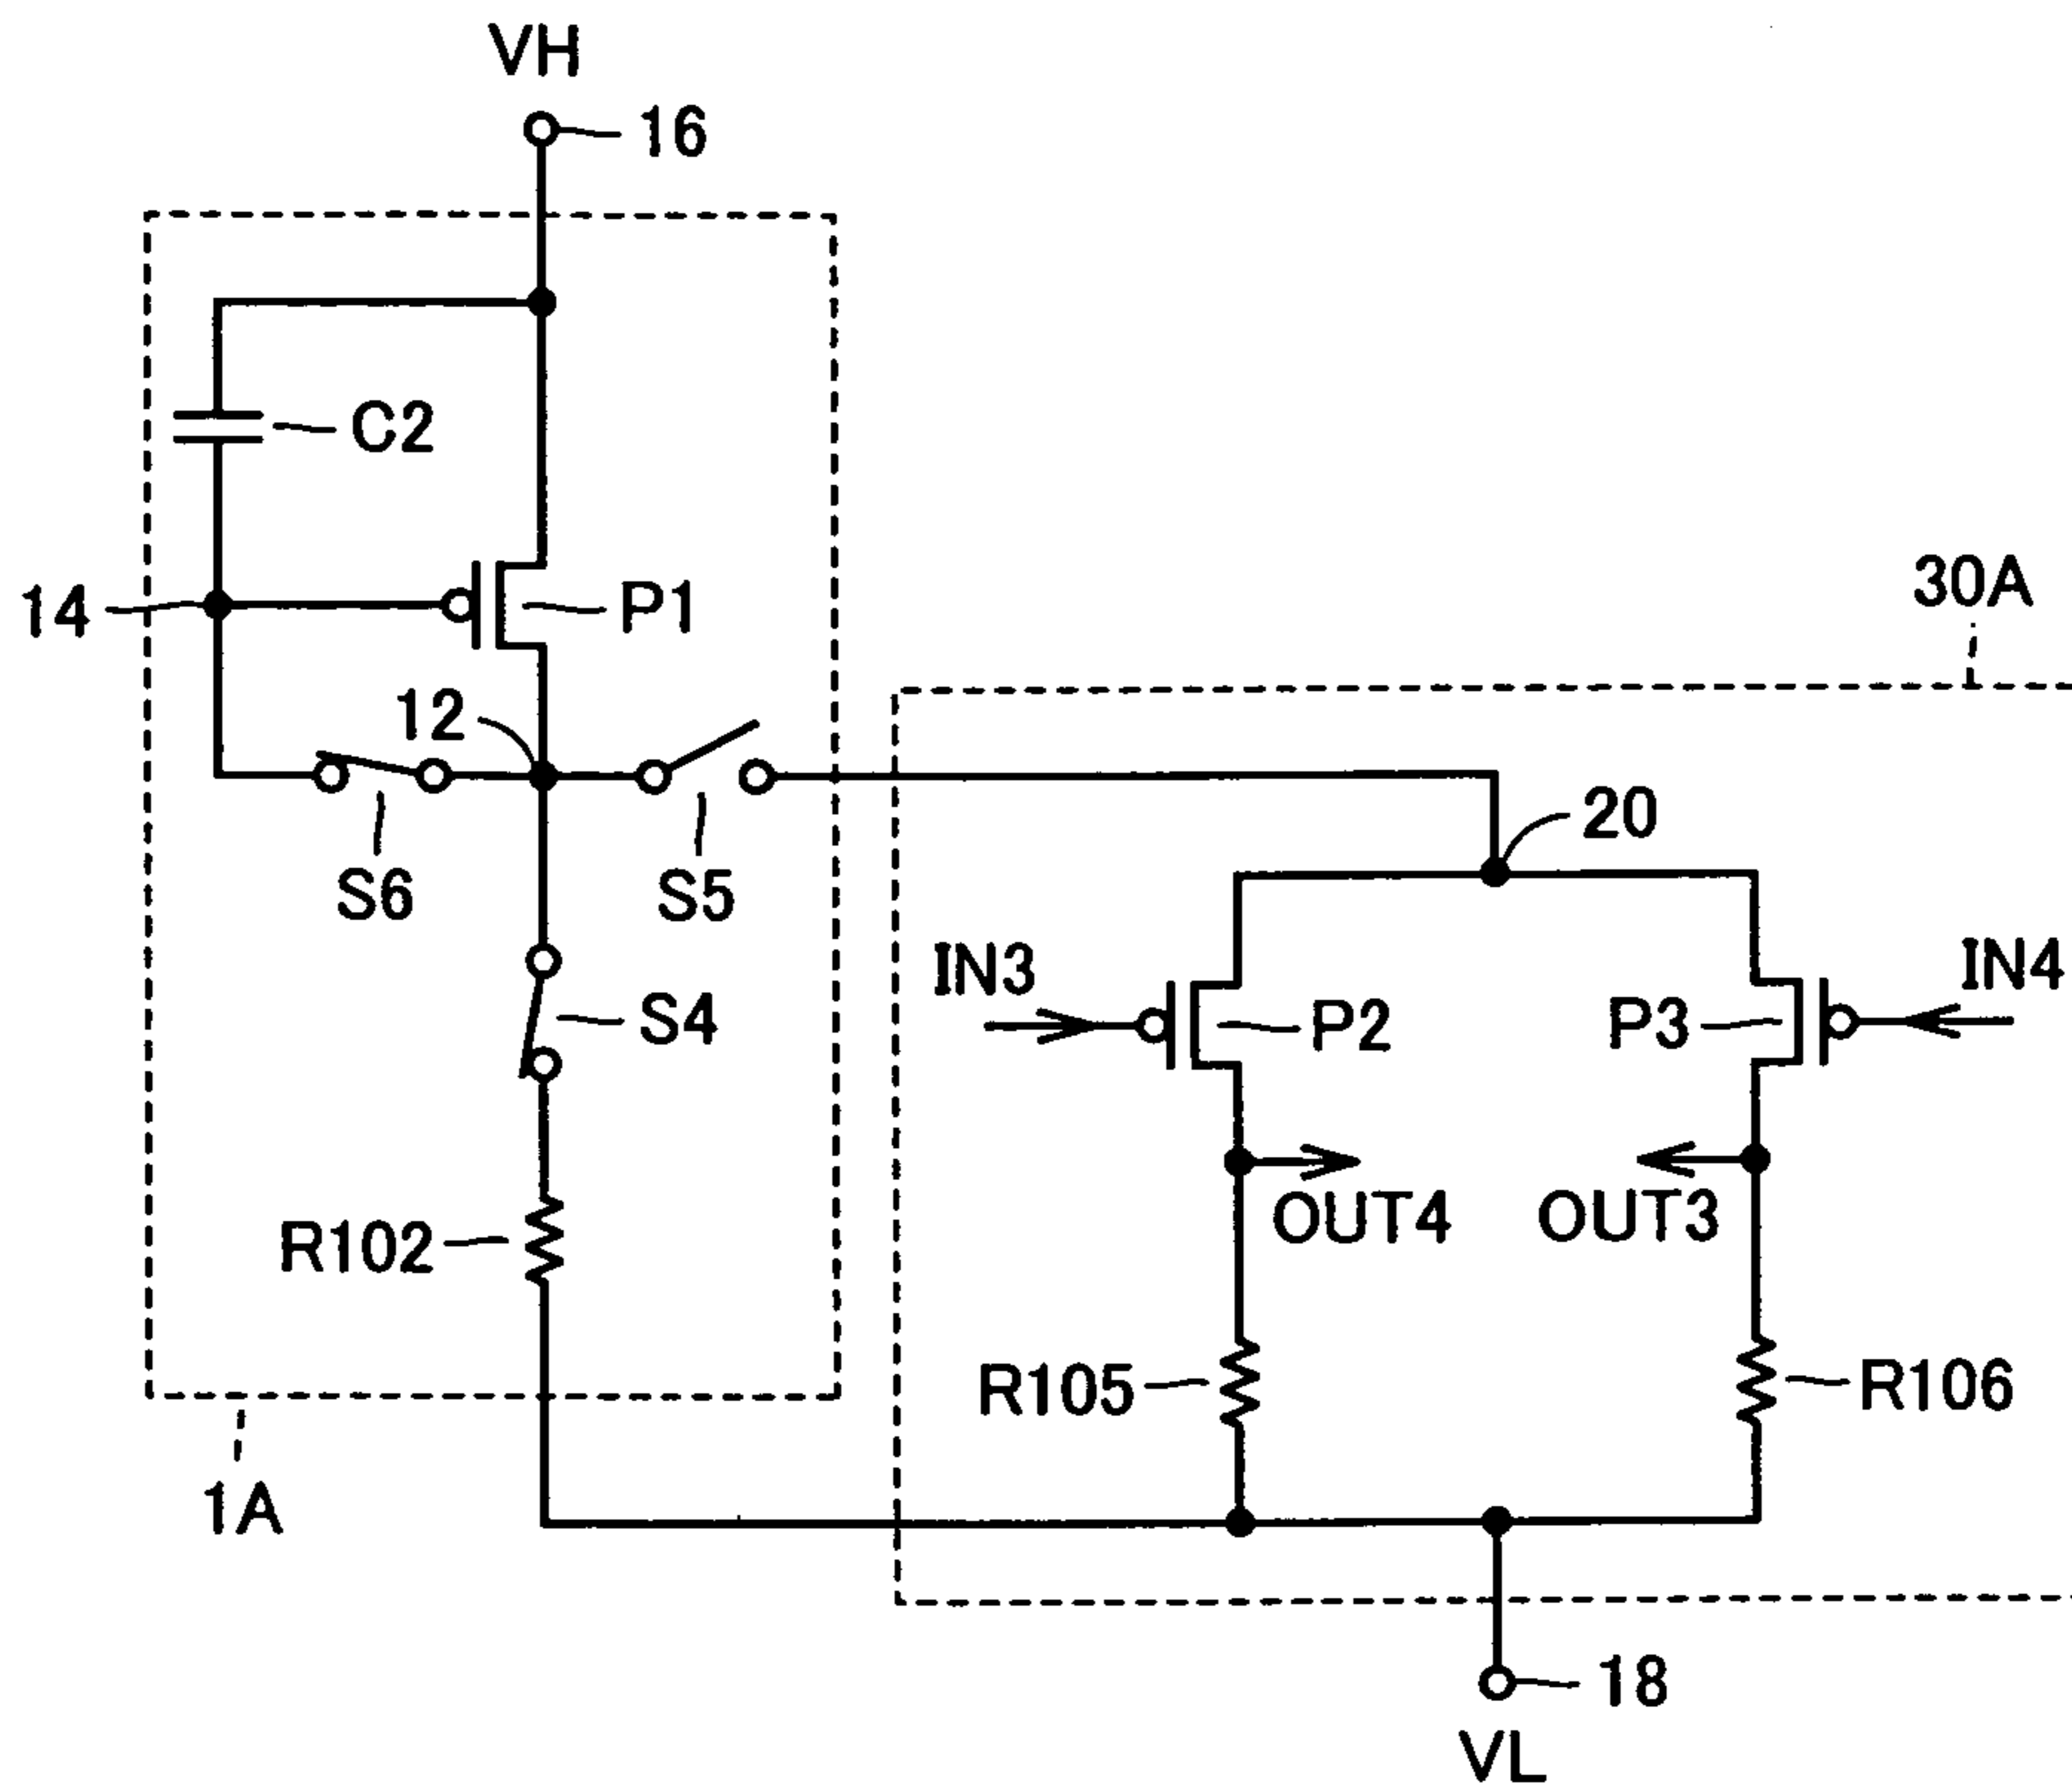 VH
16
C2
14
P1
30A
12
20
S6
S5
IN3
IN4
S4
P2
P3
OUT4
OUT3
R102
R105
R106
1A
18
VL